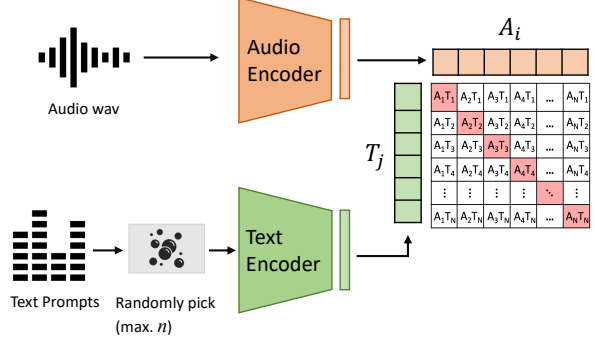 Audio wav
Audio
Encoder
A_i
T_j
A₁T₁ A₂T₁ A₃T₁ A₄T₁ ... A_NT₁
A₁T₂ A₂T₂ A₃T₂ A₄T₂ ... A_NT₂
A₁T₃ A₂T₃ A₃T₃ A₄T₃ ... A_NT₃
A₁T₄ A₂T₄ A₃T₄ A₄T₄ ... A_NT₄
⋮ ⋮ ⋮ ⋮ ⋱ ⋮
A₁T_N A₂T_N A₃T_N A₄T_N ... A_NT_N
Text Prompts
Randomly pick
(max. n)
Text
Encoder